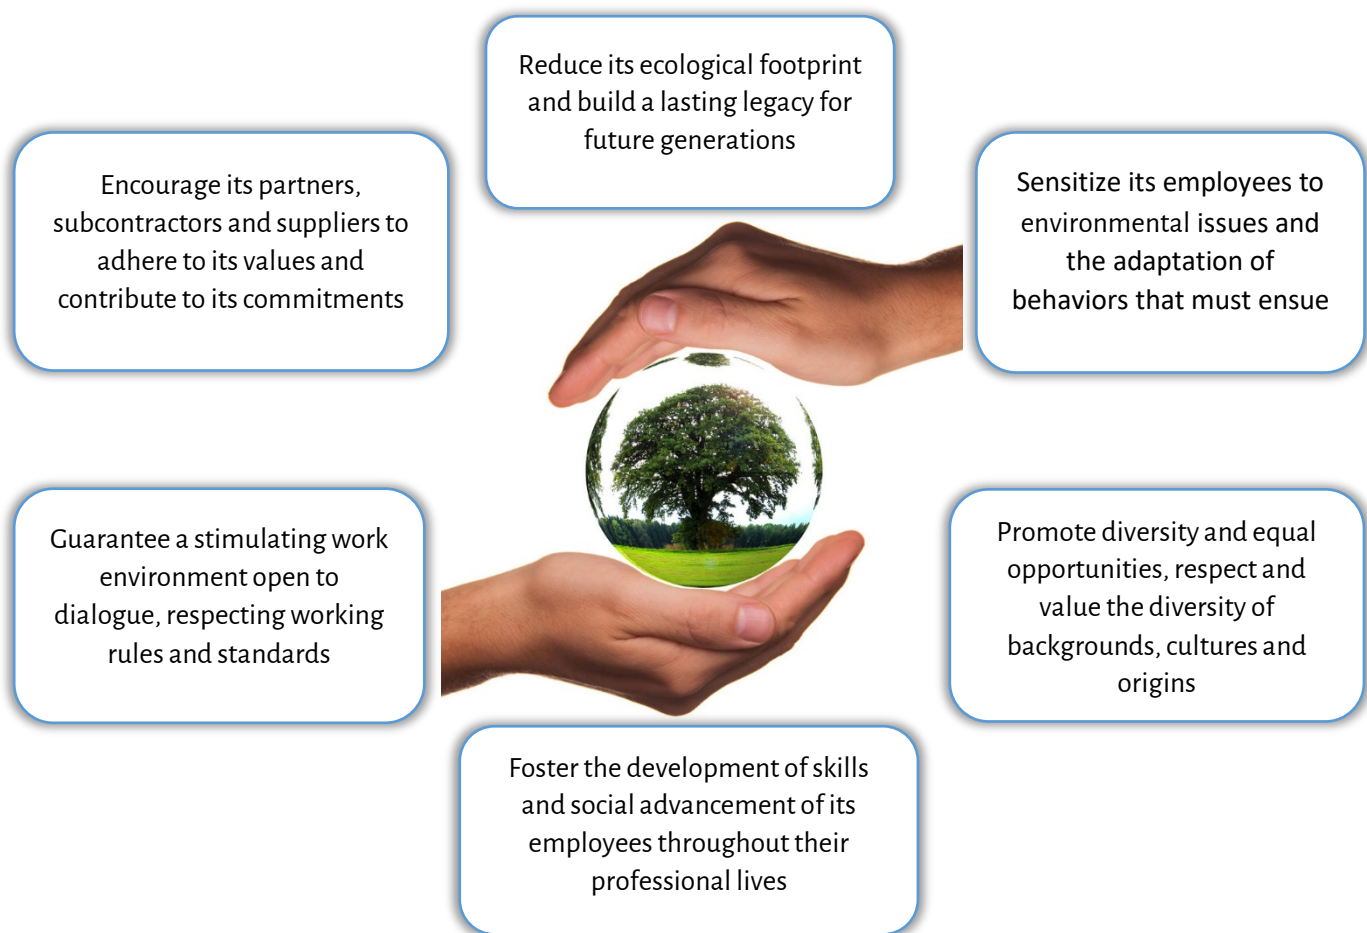 Reduce its ecological footprint
and build a lasting legacy for
future generations
Encourage its partners,
subcontractors and suppliers to
adhere to its values and
contribute to its commitments
Sensitize its employees to
environmental issues and
the adaptation of
behaviors that must ensue
Guarantee a stimulating work
environment open to
dialogue, respecting working
rules and standards
Promote diversity and equal
opportunities, respect and
value the diversity of
backgrounds, cultures and
origins
Foster the development of skills
and social advancement of its
employees throughout their
professional lives